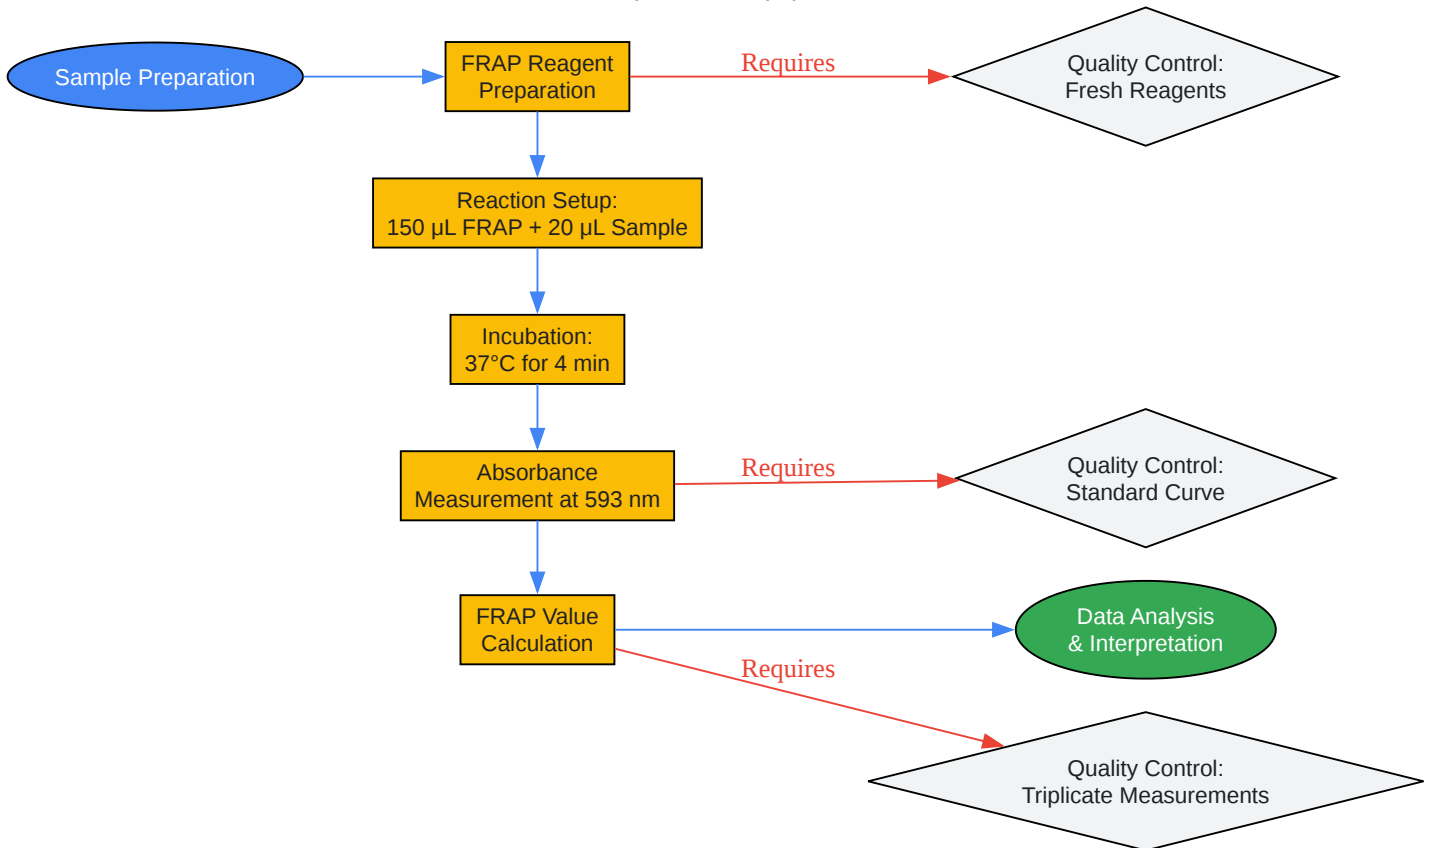 Sample Preparation
FRAP Reagent
Preparation
Requires
Quality Control:
Fresh Reagents
Reaction Setup:
150 μL FRAP + 20 μL Sample
Incubation:
37°C for 4 min
Absorbance
Measurement at 593 nm
Requires
Quality Control:
Standard Curve
FRAP Value
Calculation
Data Analysis
& Interpretation
Requires
Quality Control:
Triplicate Measurements